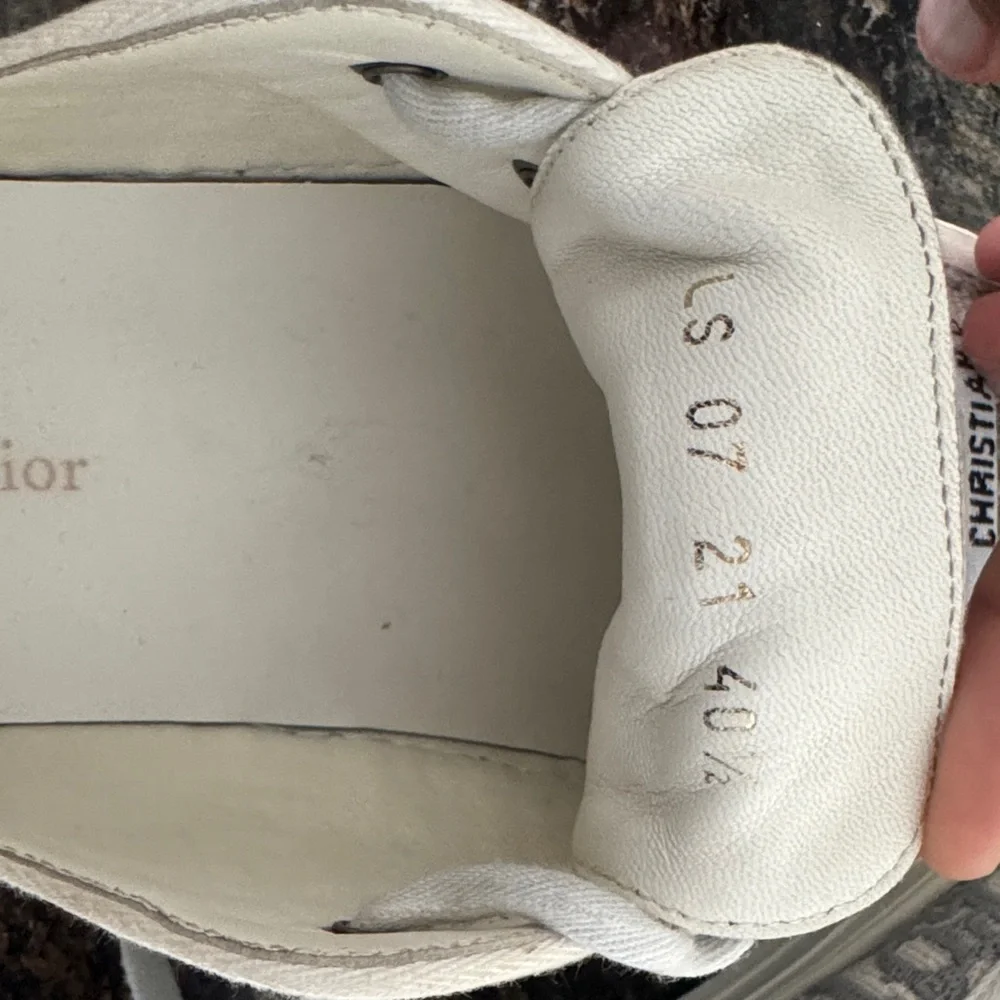 ior
LS 07 21 40½
CHRISTIA